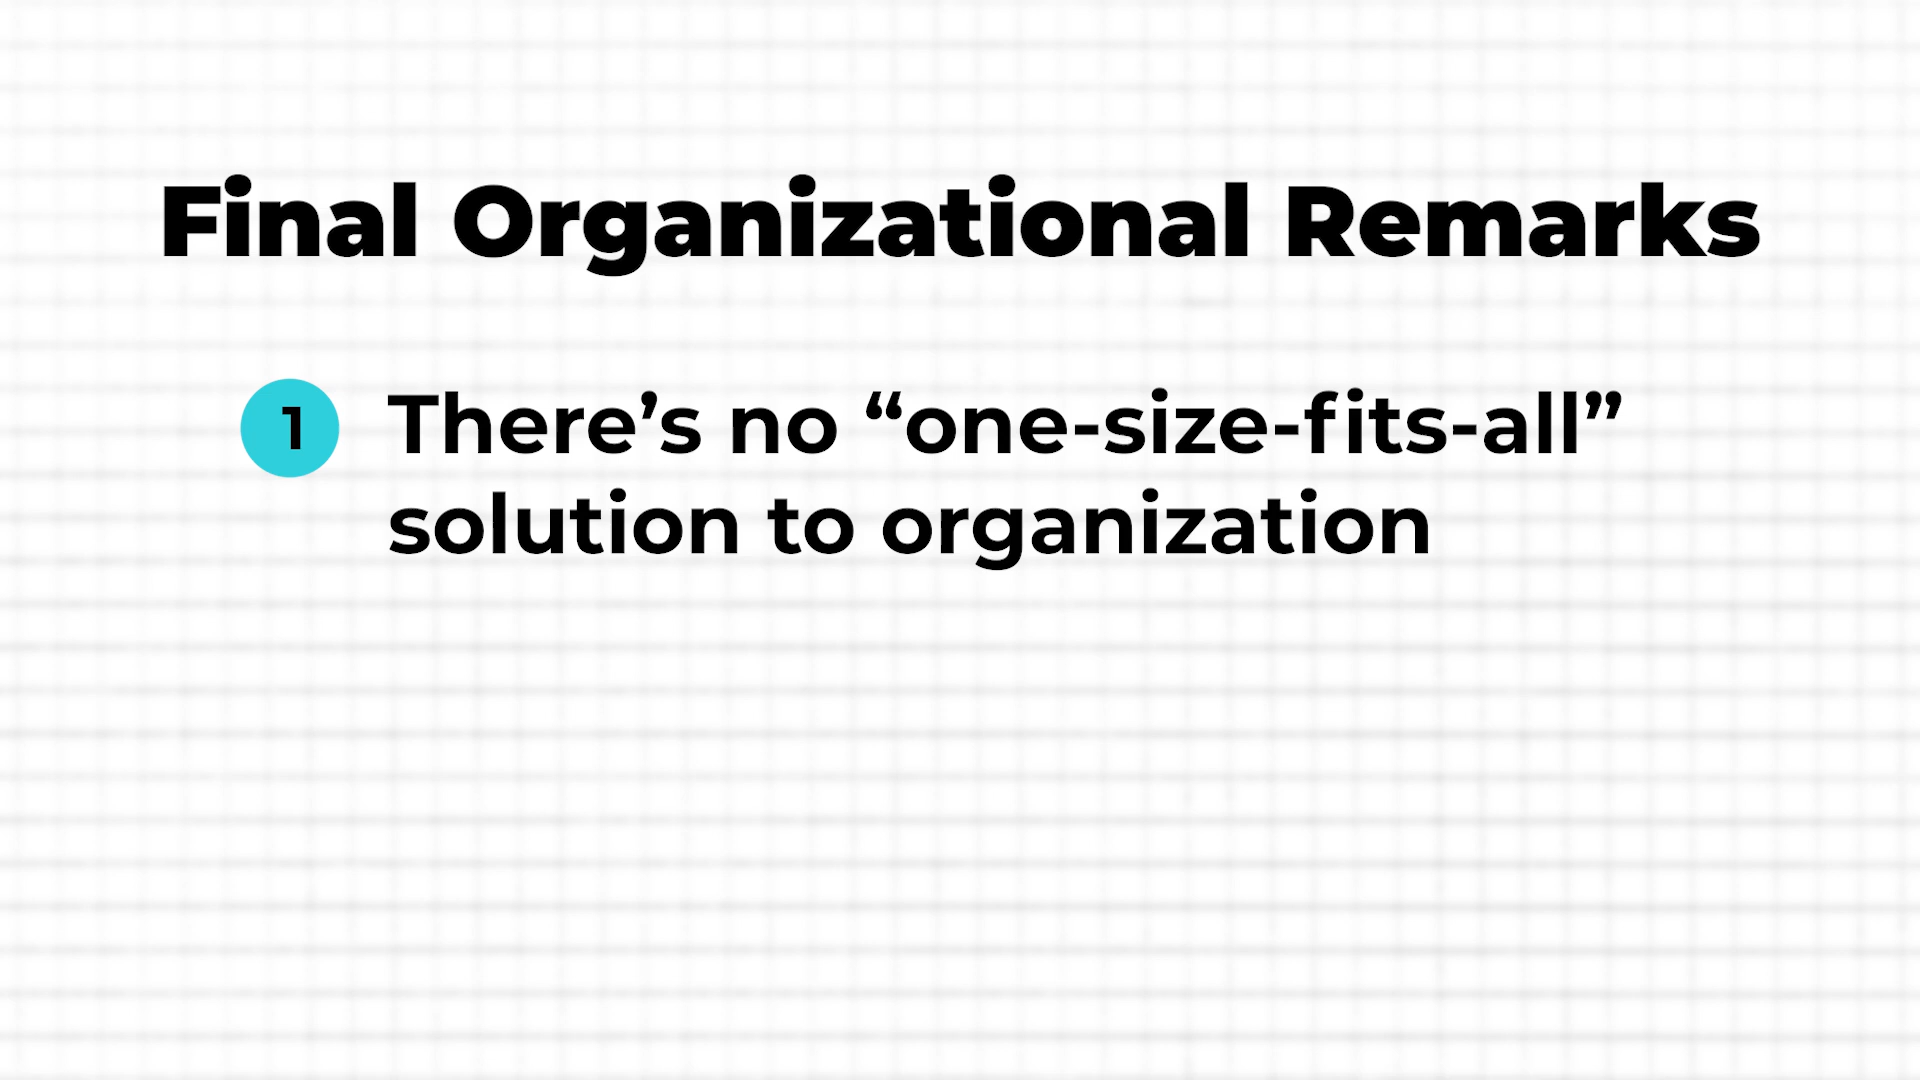 Final Organizational Remarks
1 There’s no “one-size-fits-all”
solution to organization